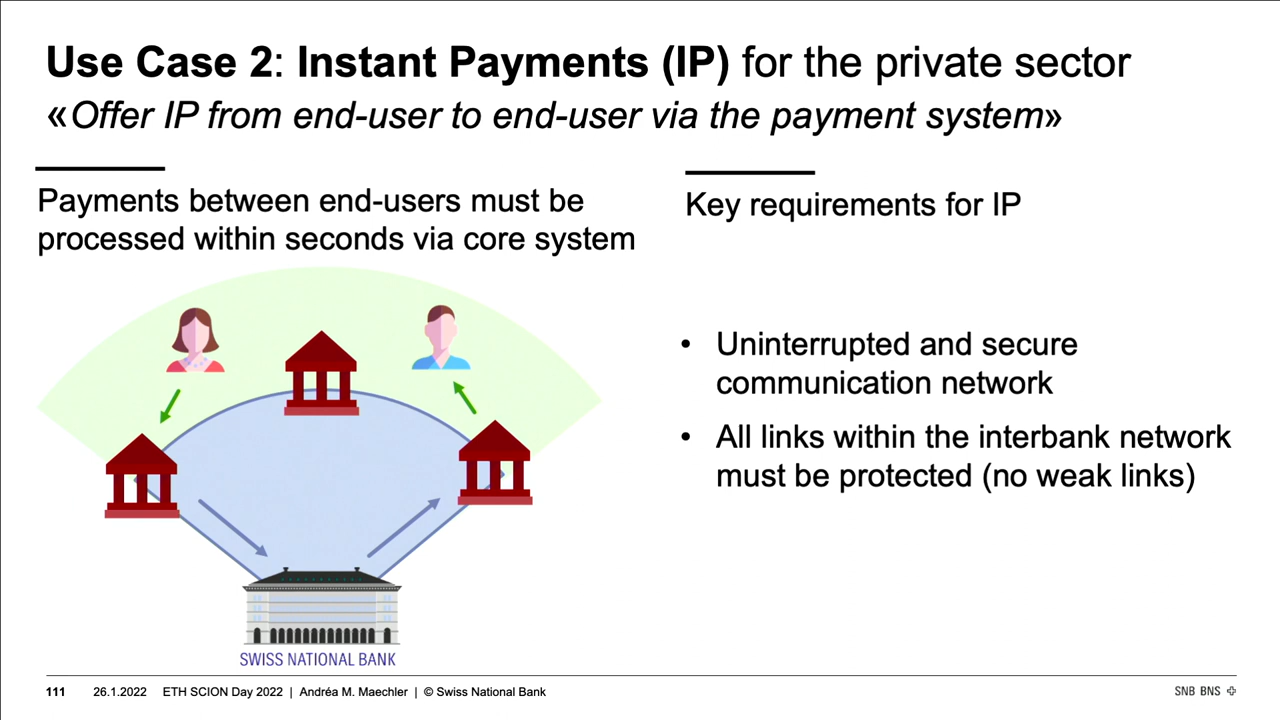 Use Case 2: Instant Payments (IP) for the private sector
«Offer IP from end-user to end-user via the payment system»
Payments between end-users must be
processed within seconds via core system
SWISS NATIONAL BANK
Key requirements for IP
• Uninterrupted and secure
communication network
• All links within the interbank network
must be protected (no weak links)
111 26.1.2022 ETH SCION Day 2022 | Andréa M. Maechler | © Swiss National Bank
SNB BNS